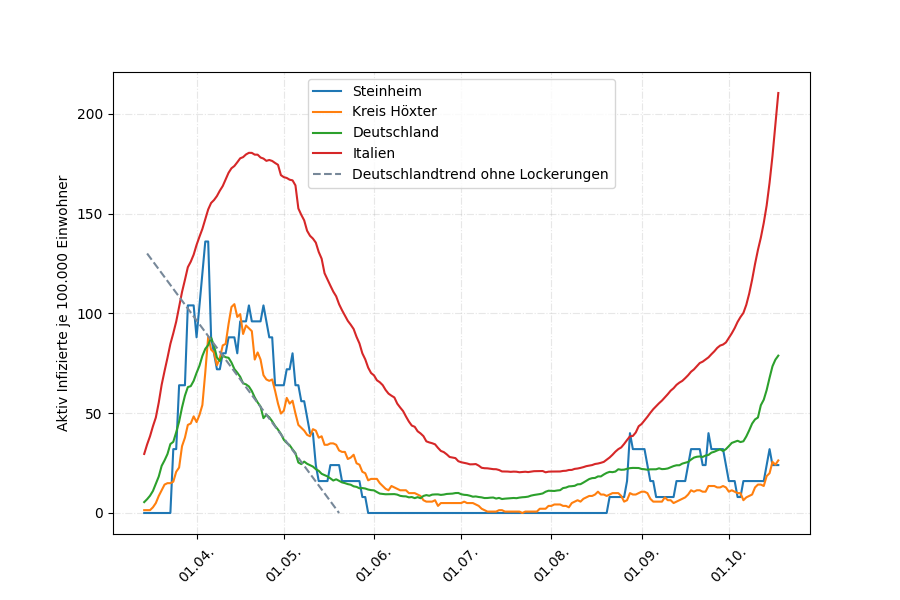 Steinheim
Kreis Höxter
Deutschland
Italien
Deutschlandtrend ohne Lockerungen
Aktiv Infizierte je 100.000 Einwohner
200
150
100
50
0
01.04.
01.05.
01.06.
01.07.
01.08.
01.09.
01.10.